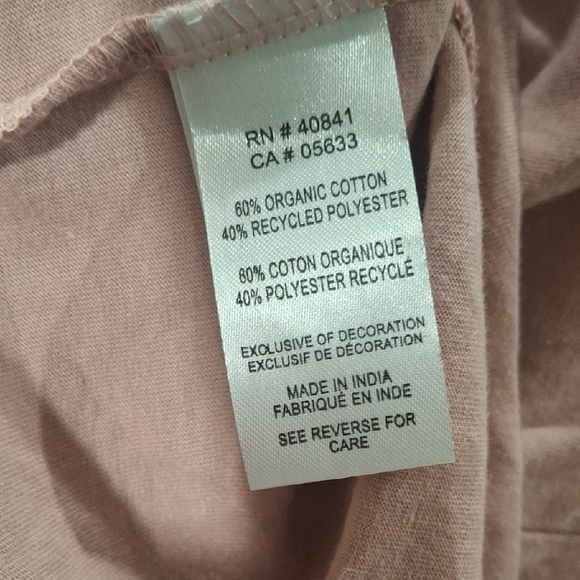 RN # 40841
CA # 05633
60% ORGANIC COTTON
40% RECYCLED POLYESTER
60% COTON ORGANIQUE
40% POLYESTER RECYCLÉ
EXCLUSIVE OF DECORATION
EXCLUSIF DE DÉCORATION
MADE IN INDIA
FABRIQUÉ EN INDE
SEE REVERSE FOR
CARE